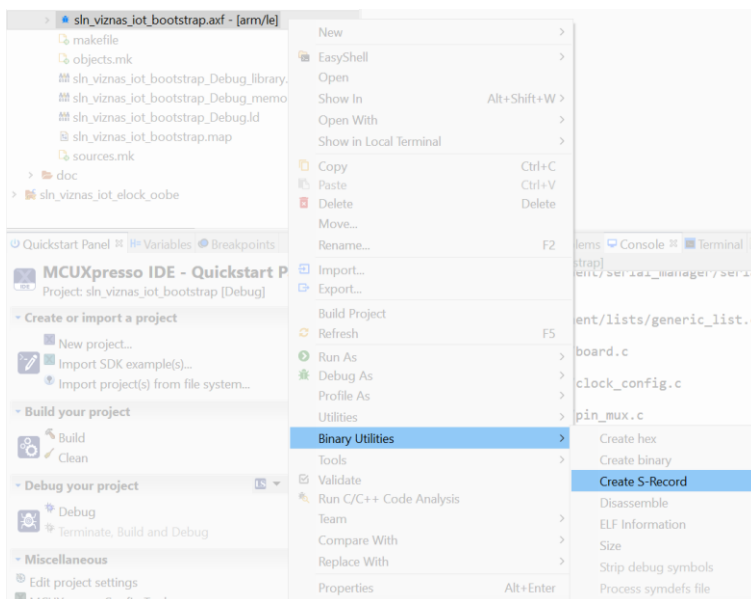 sln_viznas_iot_bootstrap.axf - [arm/le]
makefile
objects.mk
sln_viznas_iot_bootstrap_Debug_library.
sln_viznas_iot_bootstrap_Debug_memo
sln_viznas_iot_bootstrap_Debug.ld
sln_viznas_iot_bootstrap.map
sources.mk
doc
sln_viznas_iot_elock_oobe
New
EasyShell
Open
Show In Alt+Shift+W >
Open With
Show in Local Terminal
Copy Ctrl+C
Paste Ctrl+V
Delete Delete
Move...
Rename... F2
Import...
Export...
Build Project
Refresh F5
Run As
Debug As
Profile As
Utilities
Binary Utilities
Tools
Validate
Run C/C++ Code Analysis
Team
Compare With
Replace With
Properties Alt+Enter
Create hex
Create binary
Create S-Record
Disassemble
ELF Information
Size
Strip debug symbols
Process symdefs file
Quickstart Panel Variables Breakpoints
MCUXpresso IDE - Quickstart P
Project: sln_viznas_iot_bootstrap [Debug]
Create or import a project
New project...
Import SDK example(s)...
Import project(s) from file system...
Build your project
Build
Clean
Debug your project
Debug
Terminate, Build and Debug
Miscellaneous
Edit project settings
lems Console Terminal
strap]
ent/serial_manager/seri
ent/lists/generic_list.
board.c
clock_config.c
pin_mux.c